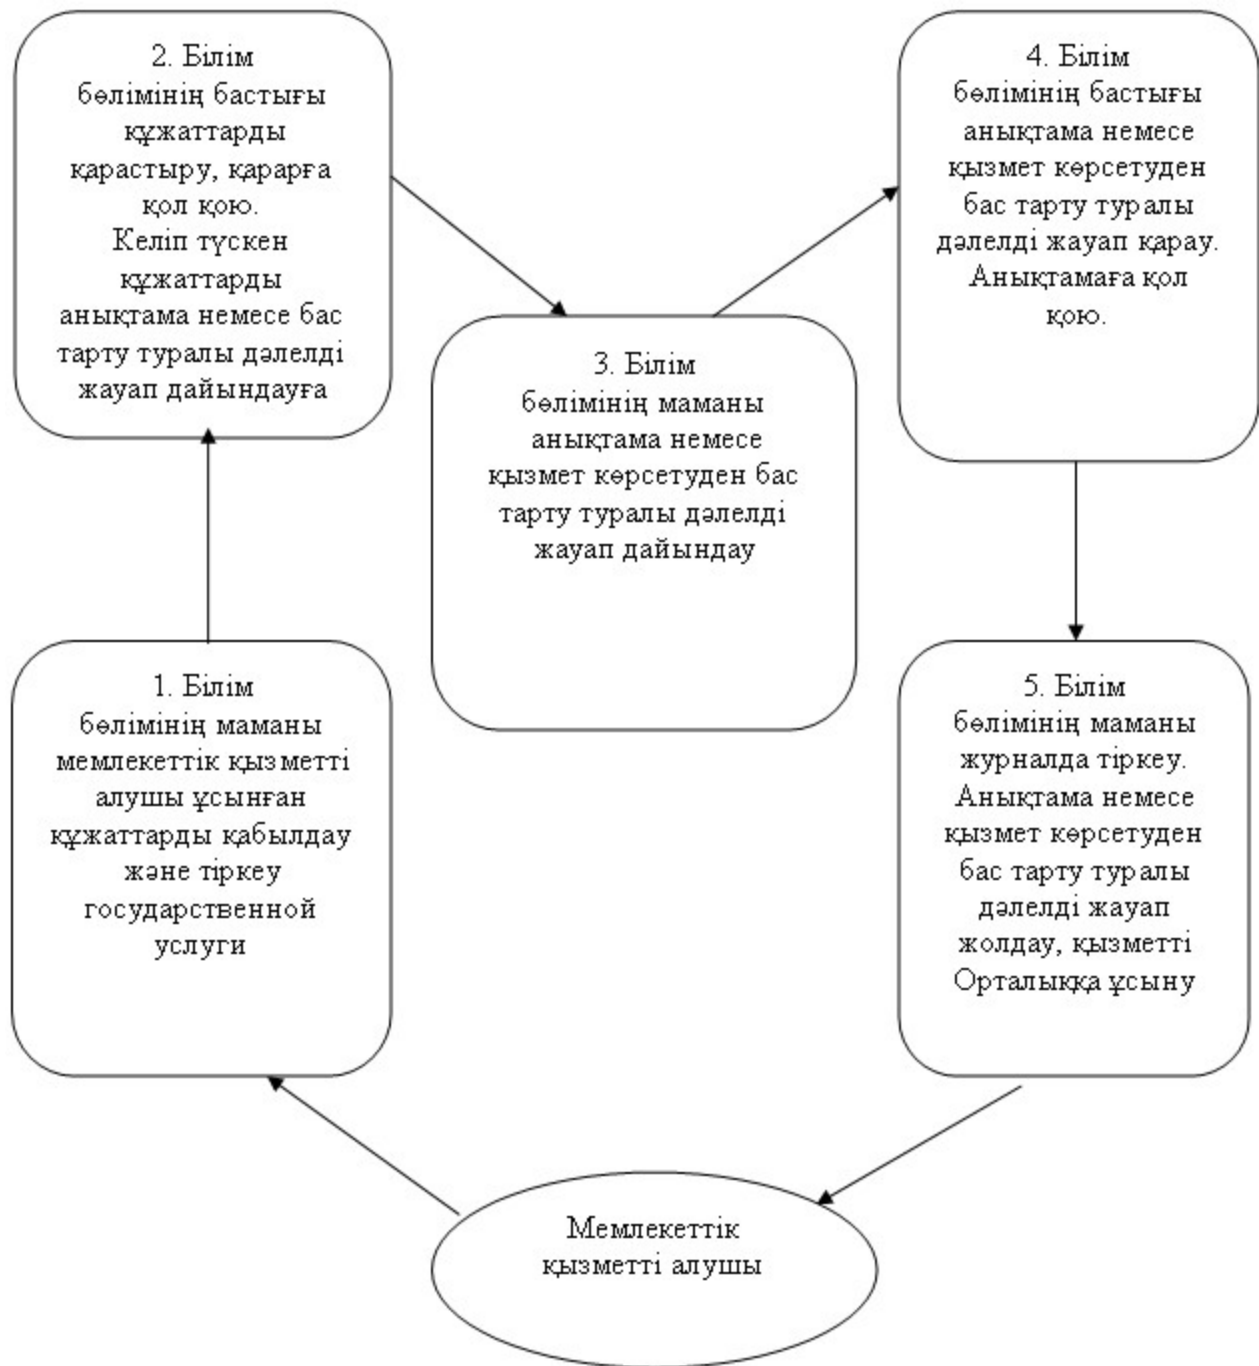 2. Білім
бөлімінің бастығы
құжаттарды
қарастыру, қарарға
қол қою.
Келіп түскен
құжаттарды
анықтама немесе бас
тарту туралы дәлелді
жауап дайындауға
4. Білім
бөлімінің бастығы
анықтама немесе
қызмет көрсетуден
бас тарту туралы
дәлелді жауап қарау.
Анықтамаға қол
қою.
3. Білім
бөлімінің маманы
анықтама немесе
қызмет көрсетуден бас
тарту туралы дәлелді
жауап дайындау
1. Білім
бөлімінің маманы
мемлекеттік қызметті
алушы ұсынған
құжаттарды қабылдау
және тіркеу
государственной
услуги
5. Білім
бөлімінің маманы
журналда тіркеу.
Анықтама немесе
қызмет көрсетуден
бас тарту туралы
дәлелді жауап
жолдау, қызметті
Орталыққа ұсыну
Мемлекеттік
қызметті алушы